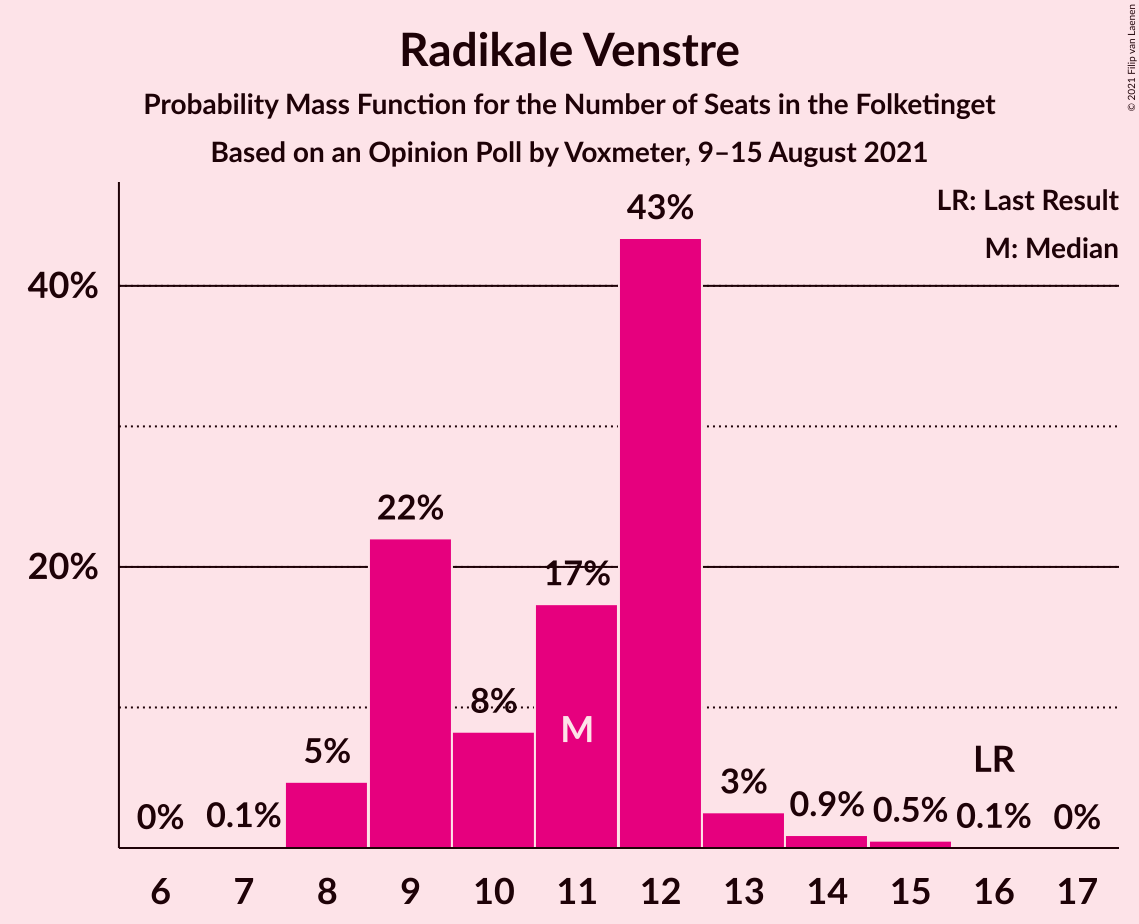 Radikale Venstre
Probability Mass Function for the Number of Seats in the Folketinget
Based on an Opinion Poll by Voxmeter, 9–15 August 2021
© 2021 Filip van Laenen
LR: Last Result
M: Median
43%
40%
22%
20%
17%
8%
M
5%
LR
3%
0%
0.1%
0.9%
0.5%
0.1%
0%
6 7 8 9 10 11 12 13 14 15 16 17